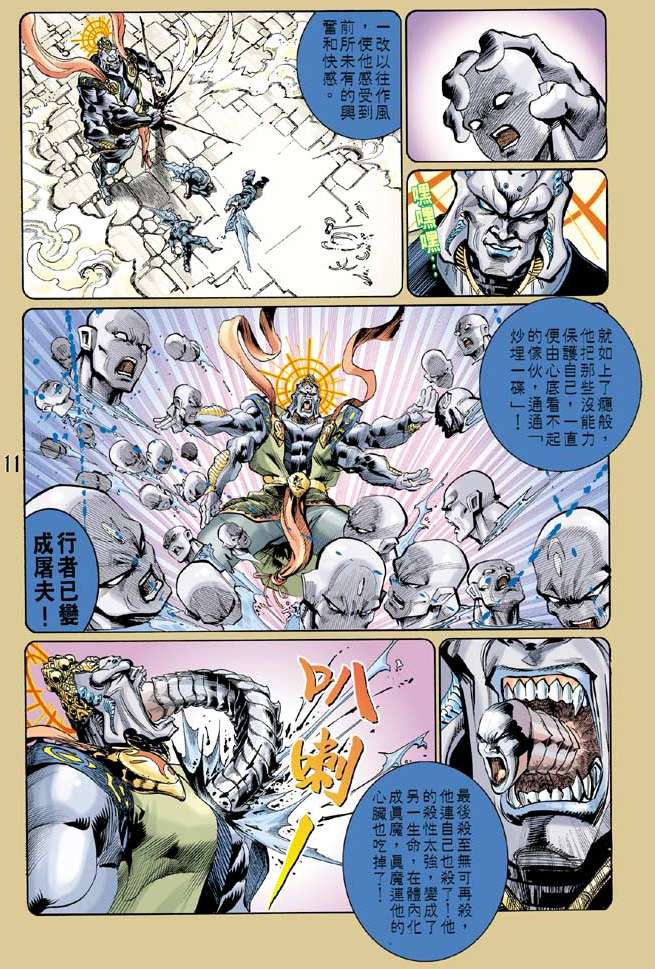 一改以往作風
，使他感受到
前所未有的興
奮和快感。
嘿嘿嘿…
就如上了癮般，
他把那些沒能力
保護自己，一直
便由心底看不起
的傢伙，通通「
炒埋一碟」！
11
行者已變
成屠夫！
叭喇！
最後殺至無可再殺，
他連自己也殺了！他
的殺性太強，變成了
另一生命，在體內化
成眞魔，眞魔連他的
心臟也吃掉了！